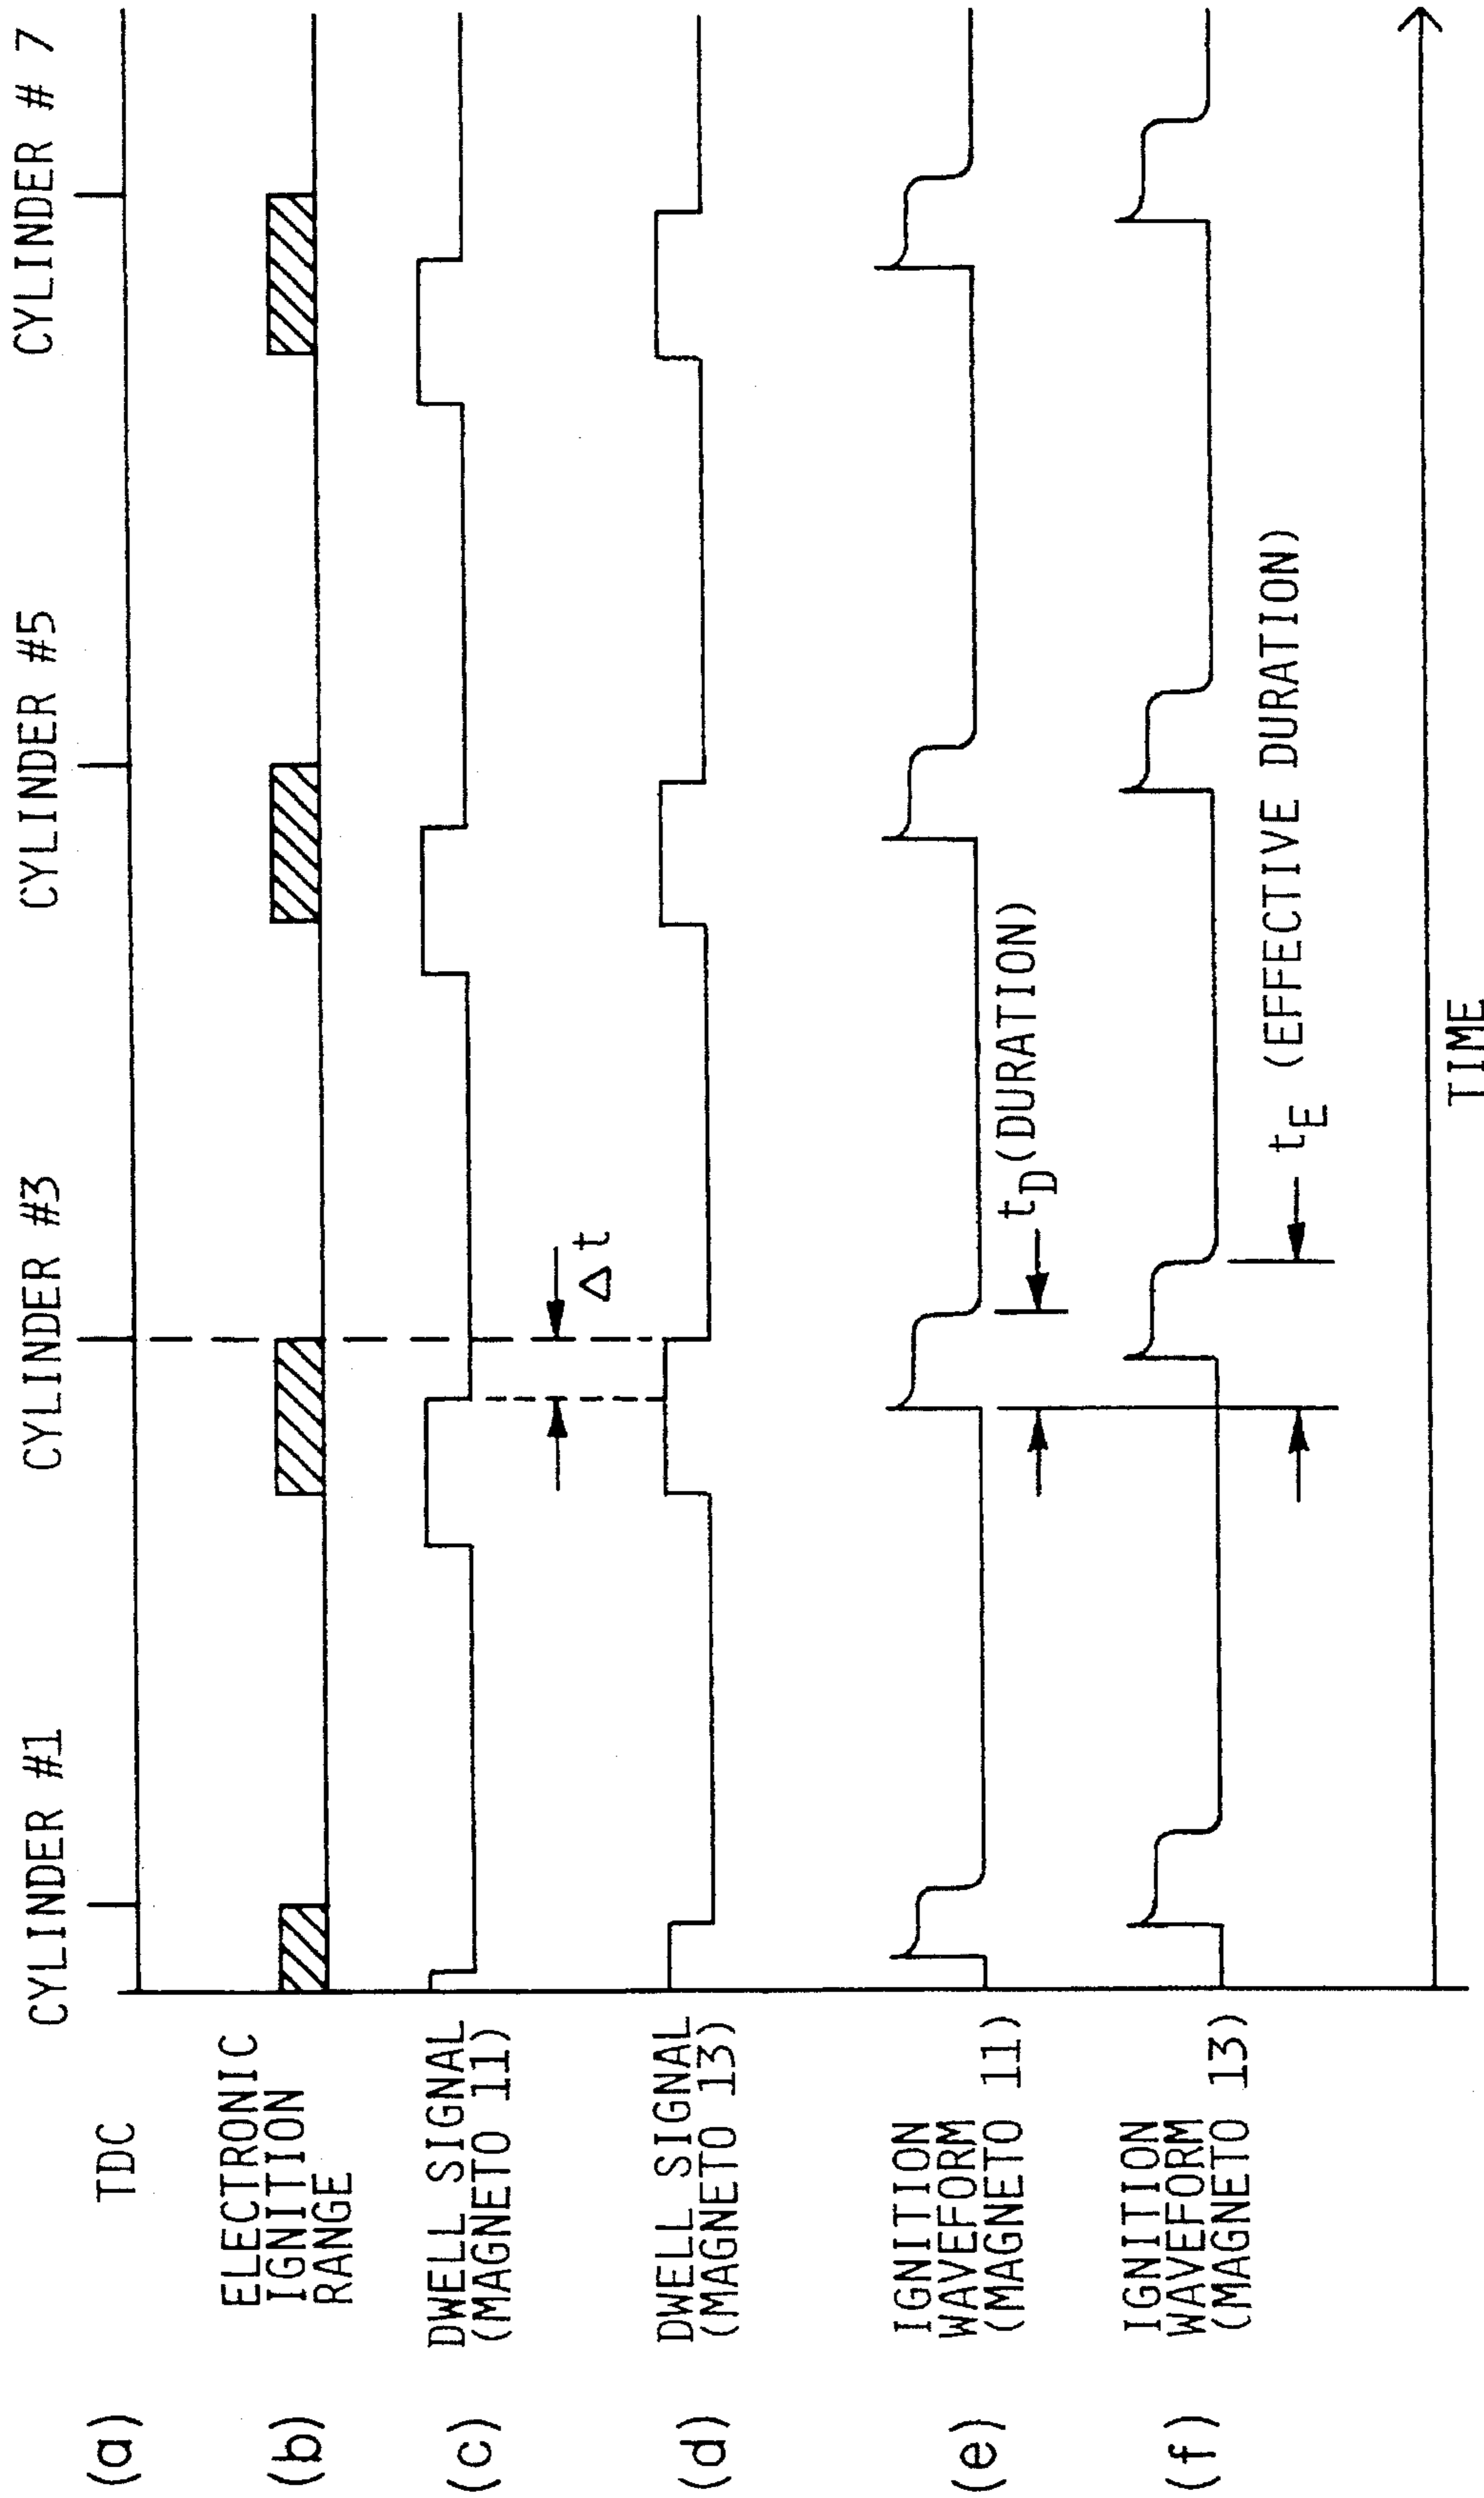 CYLINDER #1
CYLINDER #3
CYLINDER #5
CYLINDER # 7
(a)
TDC
(b)
ELECTRONIC
IGNITION
RANGE
(c)
DWELL SIGNAL
(MAGNETO 11)
Δt
(d)
DWELL SIGNAL
(MAGNETO 13)
(e)
IGNITION
WAVEFORM
(MAGNETO 11)
tD (DURATION)
(f)
IGNITION
WAVEFORM
(MAGNETO 13)
tE (EFFECTIVE DURATION)
TIME